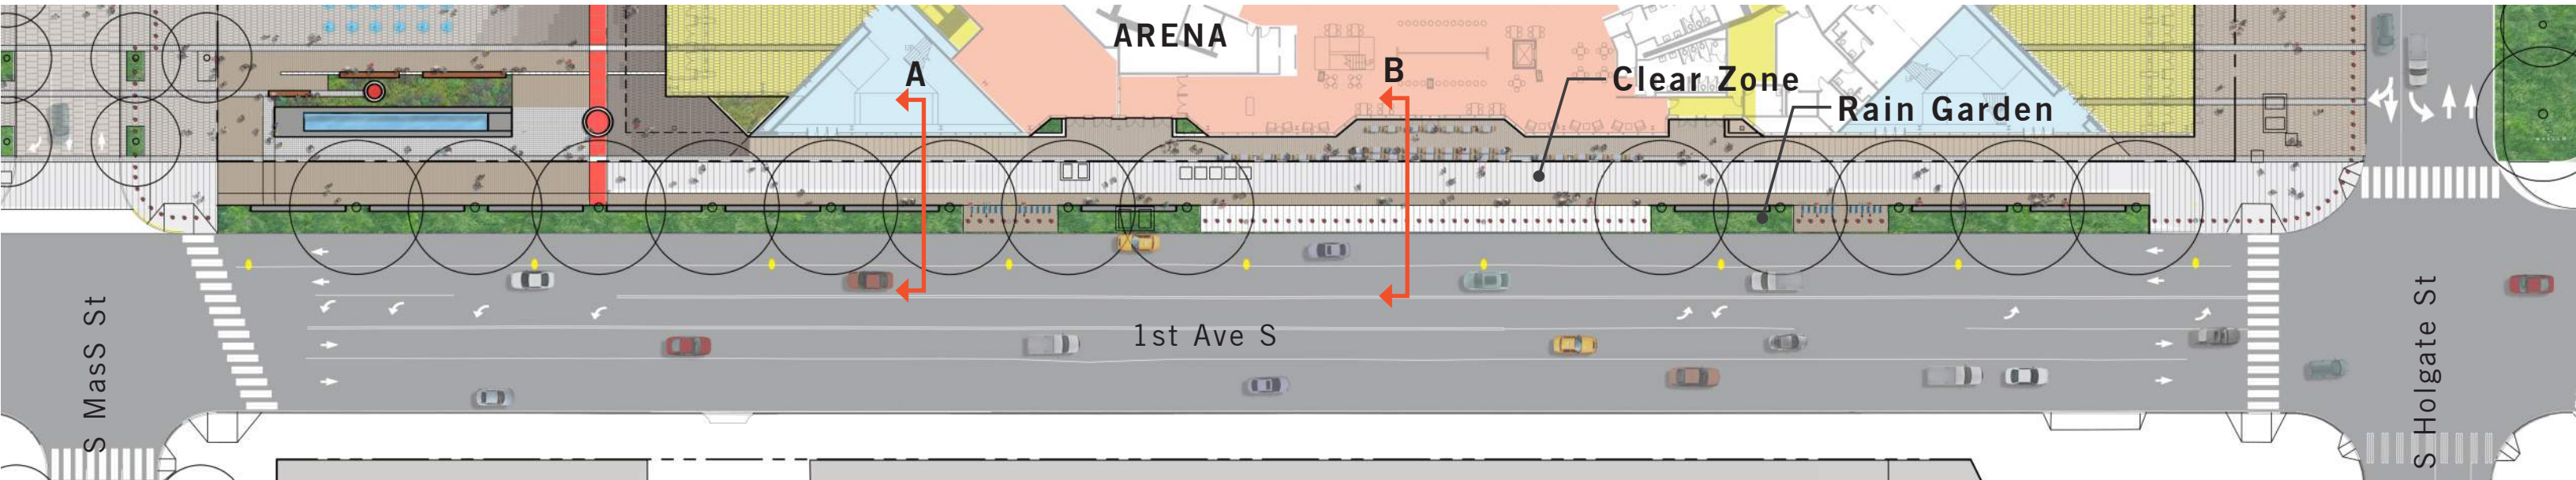 ARENA
A
B
Clear Zone
Rain Garden
1st Ave S
S MasS St
S Holgate St